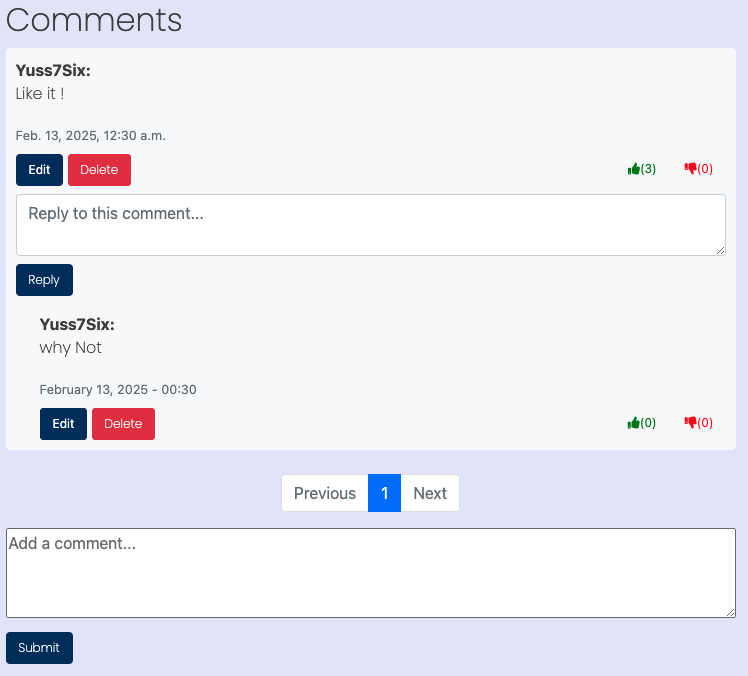 Comments
Yuss7Six:
Like it !
Feb. 13, 2025, 12:30 a.m.
Edit Delete (3) (0)
Reply to this comment...
Reply
Yuss7Six:
why Not
February 13, 2025 - 00:30
Edit Delete (0) (0)
Previous 1 Next
Add a comment...
Submit